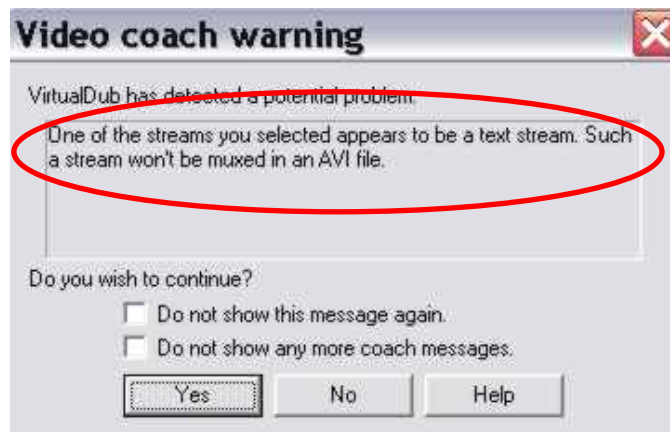 Video coach warning
VirtualDub has detected a potential problem.
One of the streams you selected appears to be a text stream. Such
a stream won't be muxed in an AVI file.
Do you wish to continue?
Do not show this message again.
Do not show any more coach messages.
Yes No Help